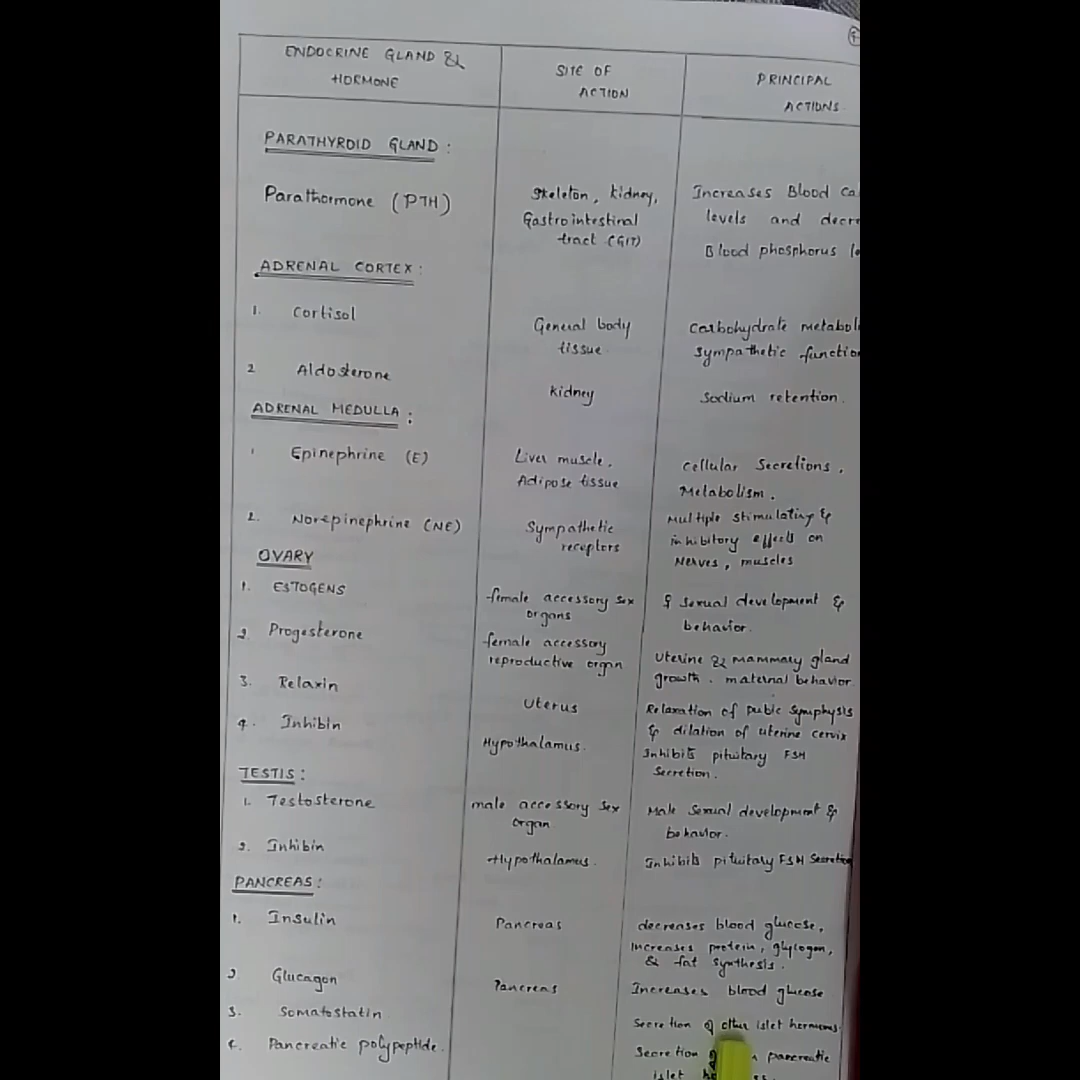 ENDOCRINE GLAND &
HORMONE
SITE OF
ACTION
PRINCIPAL
ACTIONS
PARATHYROID GLAND :
Parathormone (PTH)
Skeleton, kidney,
Gastrointestinal
tract (GIT)
Increases Blood Ca
levels and decre
Blood phosphorus le
ADRENAL CORTEX :
1. Cortisol
General body
tissue
Carbohydrate metabol
Sympathetic function
2 Aldosterone
kidney
Sodium retention.
ADRENAL MEDULLA :
1 Epinephrine (E)
Liver muscle.
Adipose tissue
Cellular Secretions,
Metabolism.
2. Norepinephrine (NE)
Sympathetic
receptors
Multiple stimulating &
inhibitory effects on
Nerves, muscles
OVARY
1. ESTOGENS
female accessory sex
organs
f sexual development &
behavior.
2. Progesterone
female accessory
reproductive organ
Uterine & mammary gland
growth. maternal behavior
3. Relaxin
Uterus
Relaxation of pubic Symphysis
& dilation of uterine cervix
4. Inhibin
Hypothalamus.
Inhibits pituitary FSH
Secretion.
TESTIS :
1. Testosterone
male accessory sex
organ
Male Sexual development &
behavior.
2. Inhibin
Hypothalamus.
Inhibits pituitary FSH Secretion
PANCREAS :
1. Insulin
Pancreas
decreases blood glucose,
increases protein, glycogen,
& fat synthesis.
2. Glucagon
Pancreas
Increases blood glucose
3. Somatostatin
Secretion of other islet hormones.
4. Pancreatic polypeptide.
Secretion pancreatic
islet